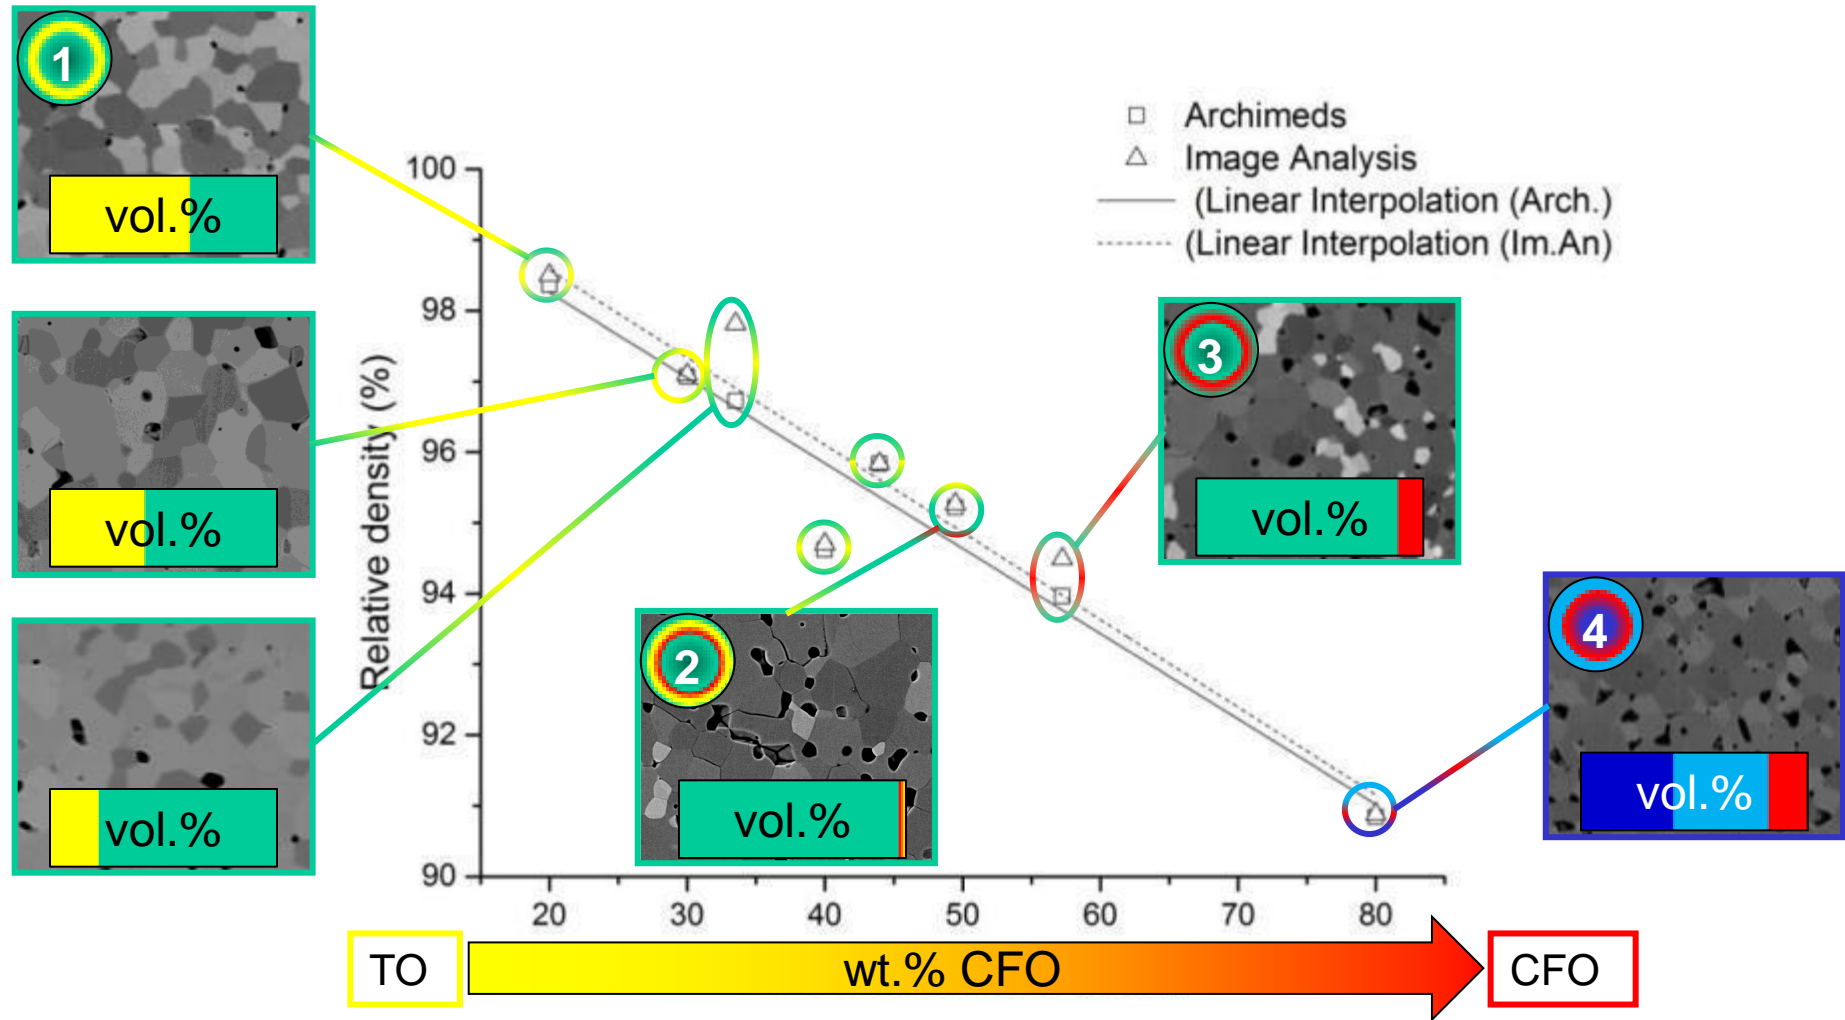 1
vol.%
vol.%
vol.%
Archimeds
Image Analysis
(Linear Interpolation (Arch.)
(Linear Interpolation (Im.An)
Relative density (%)
100
98
96
94
92
90
2
vol.%
3
vol.%
4
vol.%
20
30
40
50
60
70
80
TO
wt.% CFO
CFO